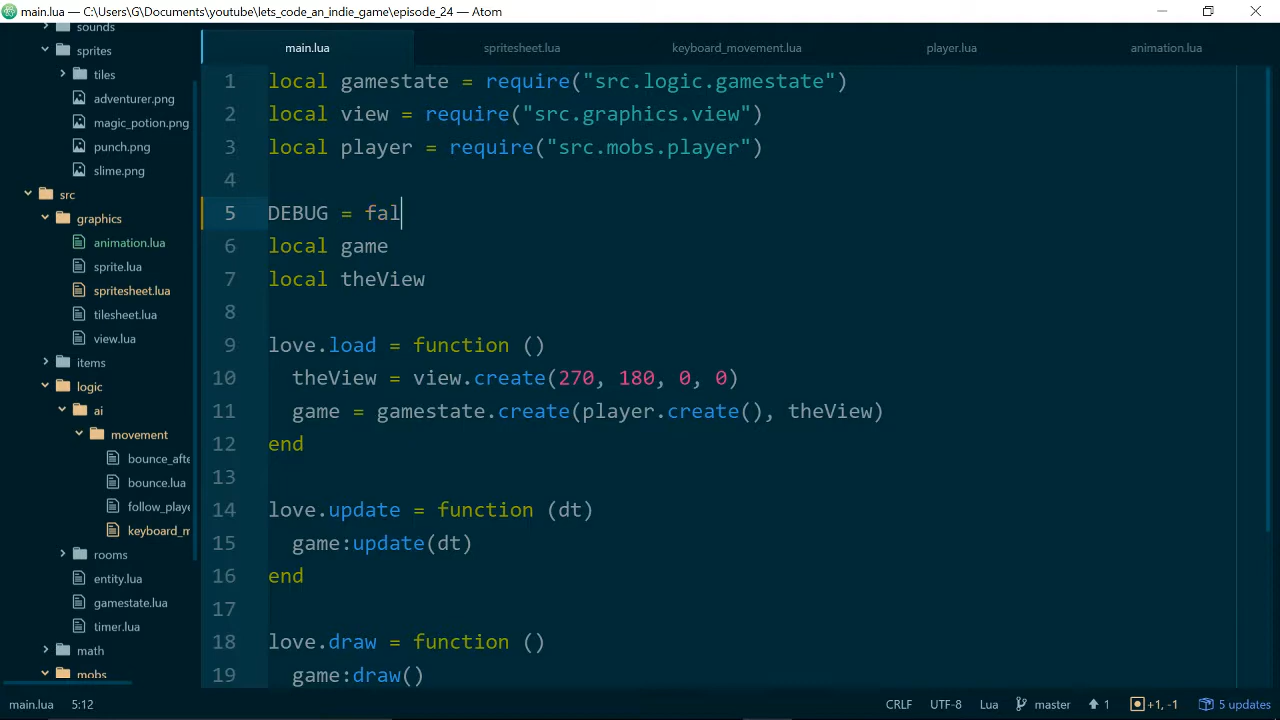 main.lua — C:\Users\G\Documents\youtube\lets_code_an_indie_game\episode_24 — Atom
sounds
sprites
tiles
adventurer.png
magic_potion.png
punch.png
slime.png
src
graphics
animation.lua
sprite.lua
spritesheet.lua
tilesheet.lua
view.lua
items
logic
ai
movement
bounce_afte
bounce.lua
follow_playe
keyboard_m
rooms
entity.lua
gamestate.lua
timer.lua
math
mobs
main.lua spritesheet.lua keyboard_movement.lua player.lua animation.lua
1 local gamestate = require("src.logic.gamestate")
2 local view = require("src.graphics.view")
3 local player = require("src.mobs.player")
4
5 DEBUG = fal
6 local game
7 local theView
8
9 love.load = function ()
10 theView = view.create(270, 180, 0, 0)
11 game = gamestate.create(player.create(), theView)
12 end
13
14 love.update = function (dt)
15 game:update(dt)
16 end
17
18 love.draw = function ()
19 game:draw()
main.lua 5:12 CRLF UTF-8 Lua master 1 +1, -1 5 updates